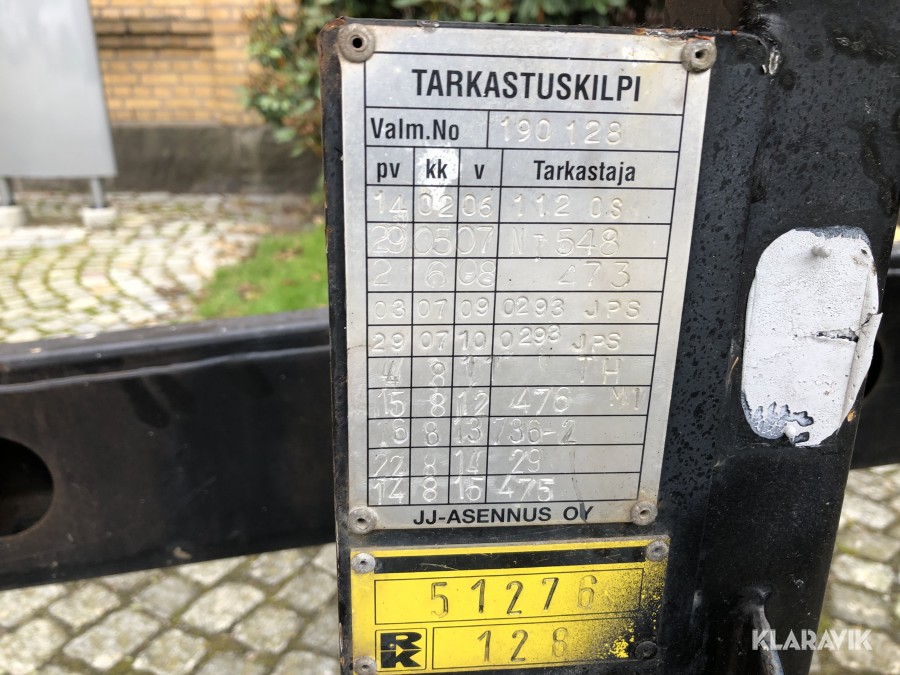 TARKASTUSKILPI
Valm.No 190 128
pv kk v Tarkastaja
14 02 06 112 OS
29 05 07 548
2 6 08 473
03 07 09 0293 JPS
29 07 10 0293 JPS
4 8 11 TH
15 8 12 476 MI
16 8 13 736-2
22 8 14 29
14 8 15 475
JJ-ASENNUS OY
51276
RK 128
KLARAVIK